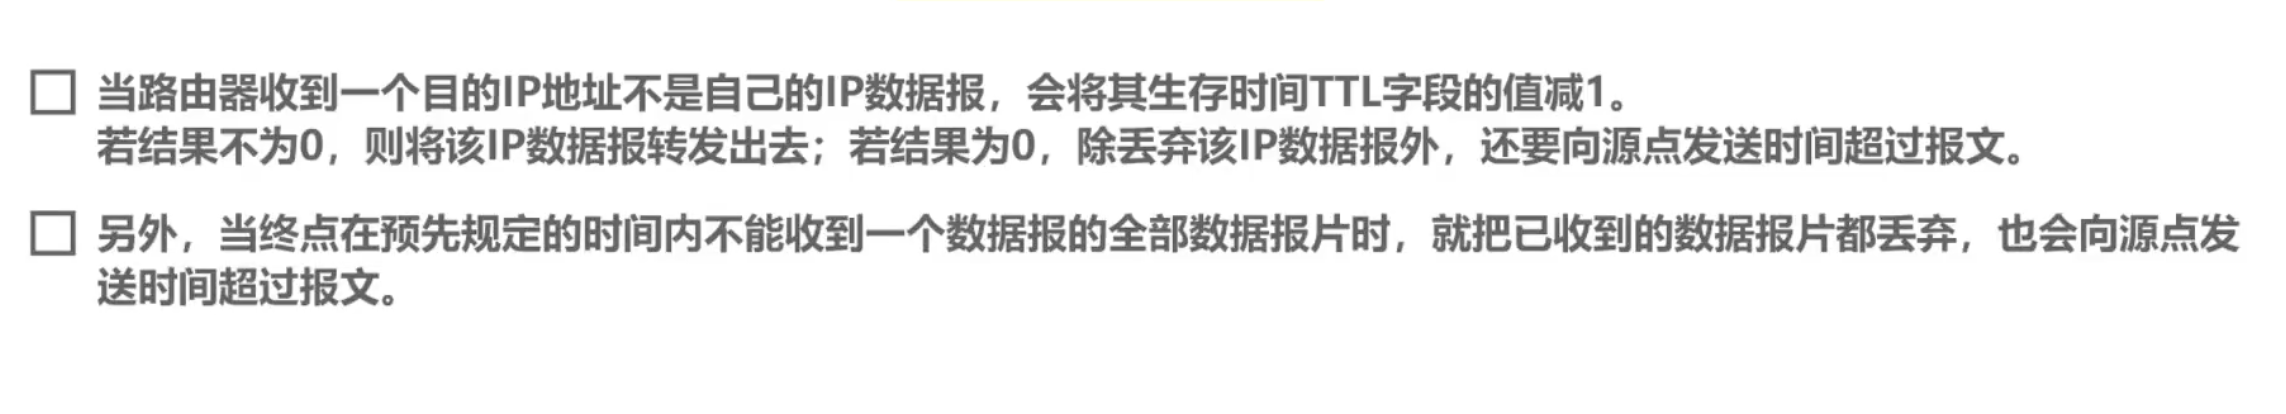 当路由器收到一个目的IP地址不是自己的IP数据报，会将其生存时间TTL字段的值减1。
若结果不为0，则将该IP数据报转发出去；若结果为0，除丢弃该IP数据报外，还要向源点发送时间超过报文。
另外，当终点在预先规定的时间内不能收到一个数据报的全部数据报片时，就把已收到的数据报片都丢弃，也会向源点发
送时间超过报文。